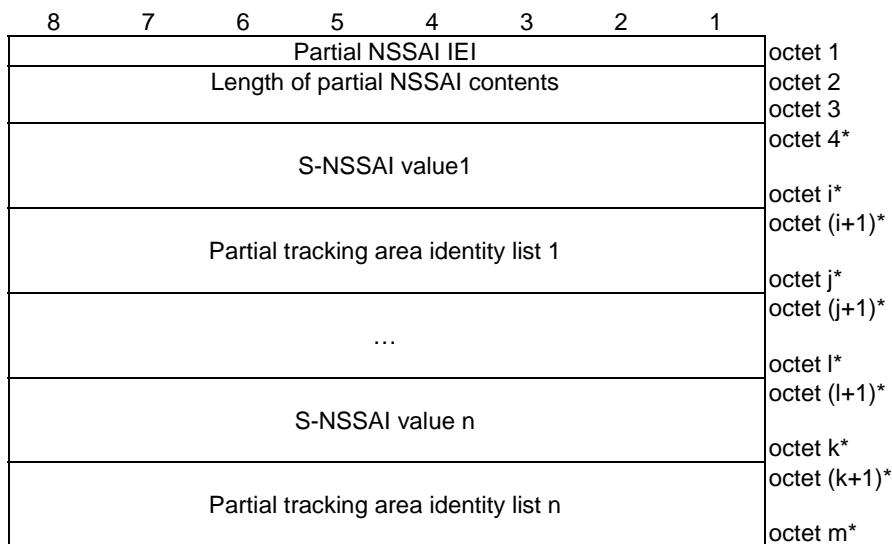 8 7 6 5 4 3 2 1
Partial NSSAI IEI octet 1
Length of partial NSSAI contents octet 2
octet 3
octet 4*
S-NSSAI value1
octet i*
octet (i+1)*
Partial tracking area identity list 1
octet j*
octet (j+1)*
…
octet l*
octet (l+1)*
S-NSSAI value n
octet k*
octet (k+1)*
Partial tracking area identity list n
octet m*